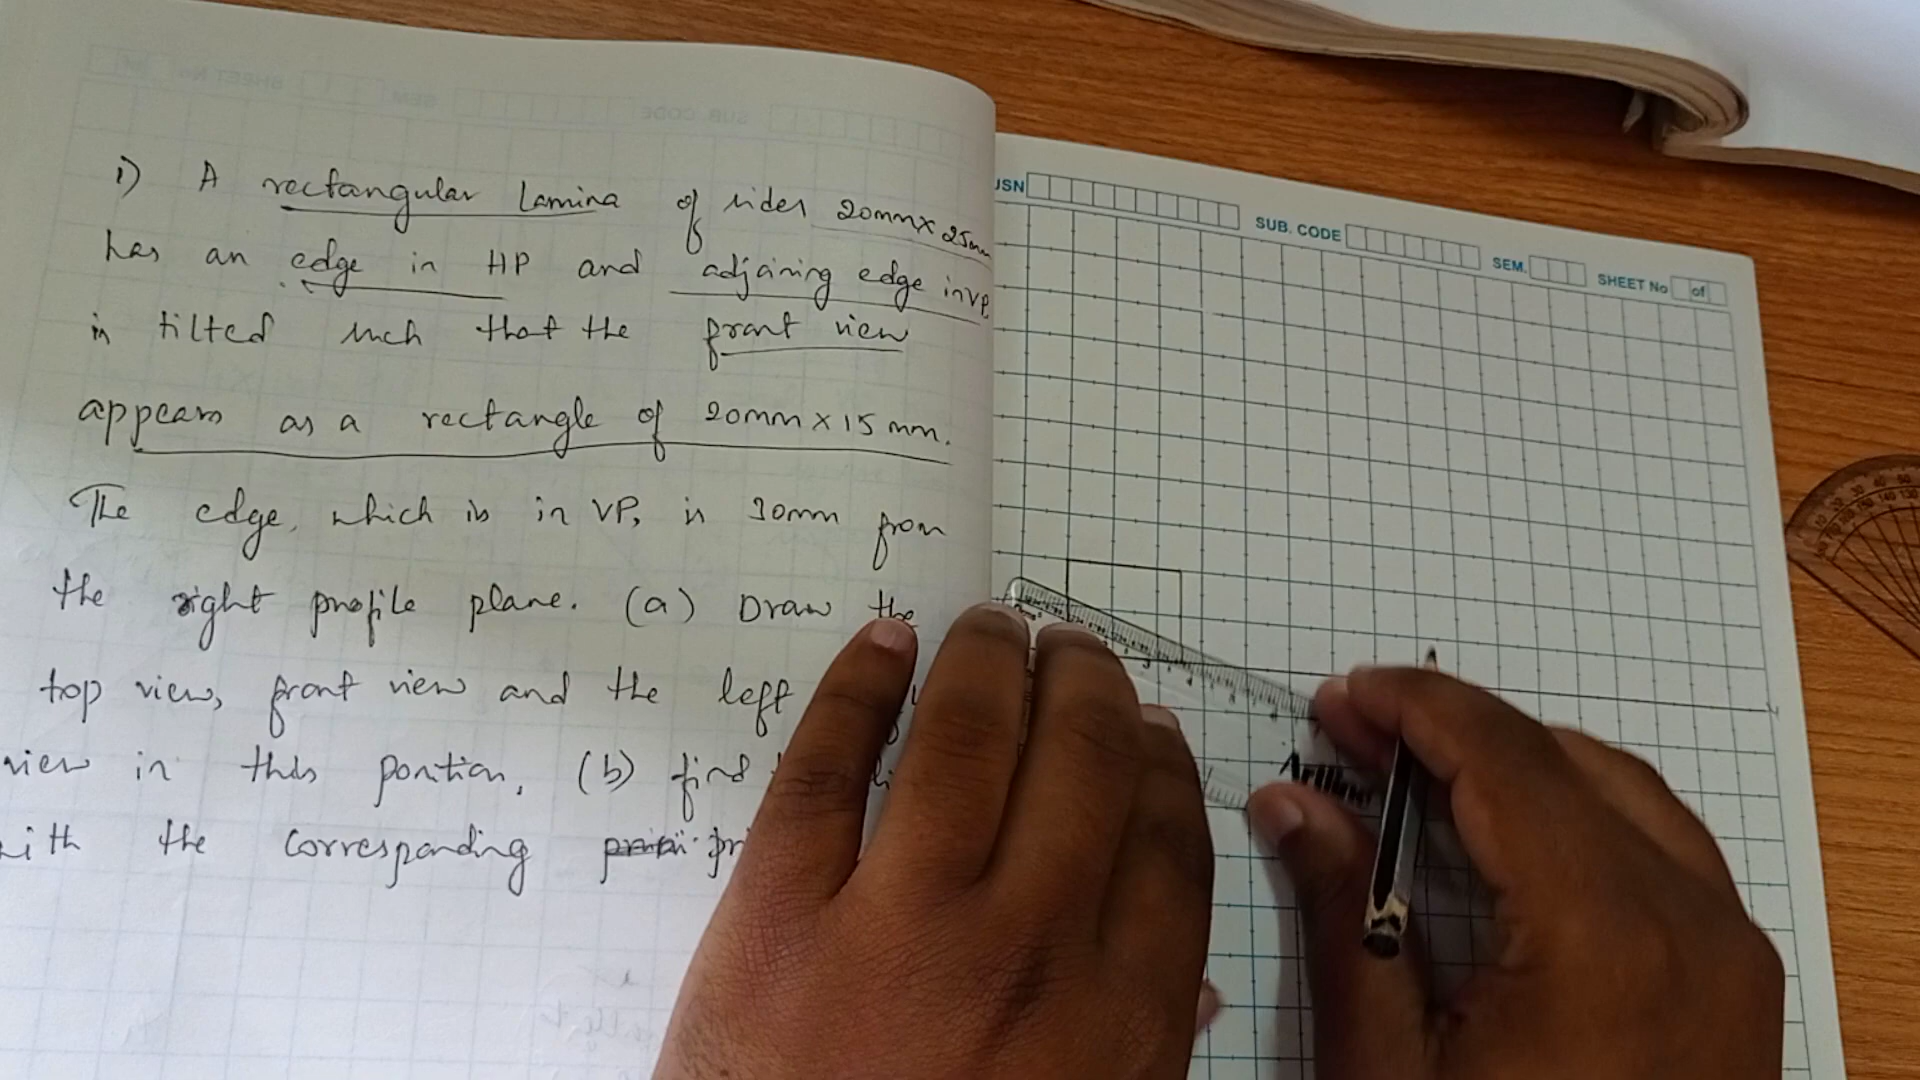 1) A rectangular Lamina of sides 20mm x 25mm
has an edge in HP and adjoining edge in VP,
is tilted such that the front view
appears as a rectangle of 20mm x 15 mm.
The edge, which is in VP, is 30mm from
the right profile plane. (a) Draw the
top view, front view and the left
view in this position. (b) find
with the corresponding
USN
SUB. CODE
SEM.
SHEET No of
Artline